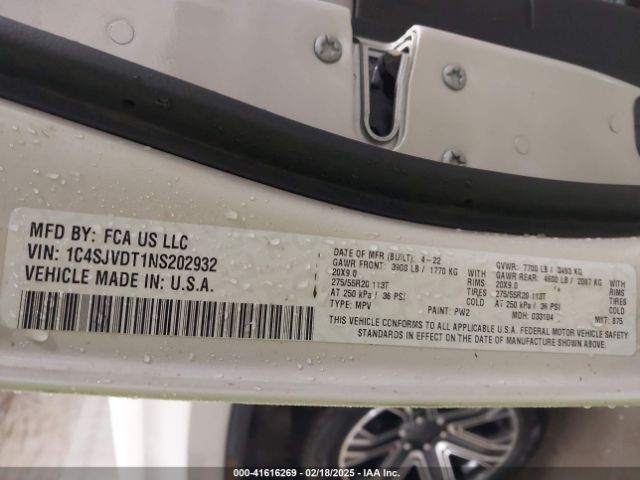 MFD BY: FCA US LLC
VIN: 1C4SJVDT1NS202932
VEHICLE MADE IN: U.S.A.
DATE OF MFR (BUILT): 4-22 GVWR: 7700 LB / 3493 KG
GAWR FRONT: 3900 LB / 1770 KG WITH GAWR REAR: 4600 LB / 2087 KG WITH
20X9.0 RIMS 20X9.0 RIMS
275/55R20 113T TIRES 275/55R20 113T TIRES
AT 250 kPa / 36 PSI COLD AT 250 kPa / 36 PSI COLD
TYPE: MPV PAINT: PW2 MDH: 033104 MXT: 875
THIS VEHICLE CONFORMS TO ALL APPLICABLE U.S.A. FEDERAL MOTOR VEHICLE SAFETY
STANDARDS IN EFFECT ON THE DATE OF MANUFACTURE SHOWN ABOVE.
000-41616269 - 02/18/2025 - IAA Inc.